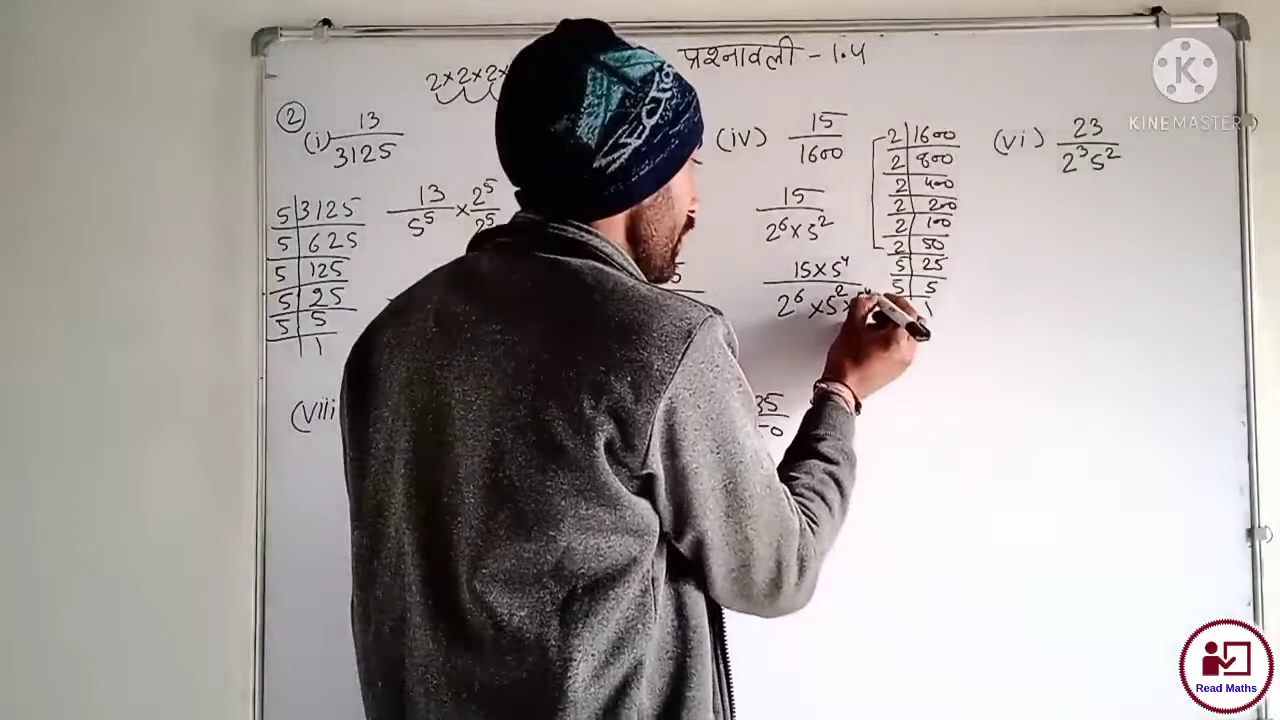 प्रश्नावली - 1.4
2×2×2×
② (i) 13/3125
5 | 3125
5 | 625
5 | 125
5 | 25
5 | 5
1
13/5⁵ × 2⁵/2⁵
(iv) 15/1600
15/2⁶×5²
15×5⁴/2⁶×5²×5⁴
2 | 1600
2 | 800
2 | 400
2 | 200
2 | 100
2 | 50
5 | 25
5 | 5
1
(vi) 23/2³5²
(viii
35
50
KINEMASTER
Read Maths